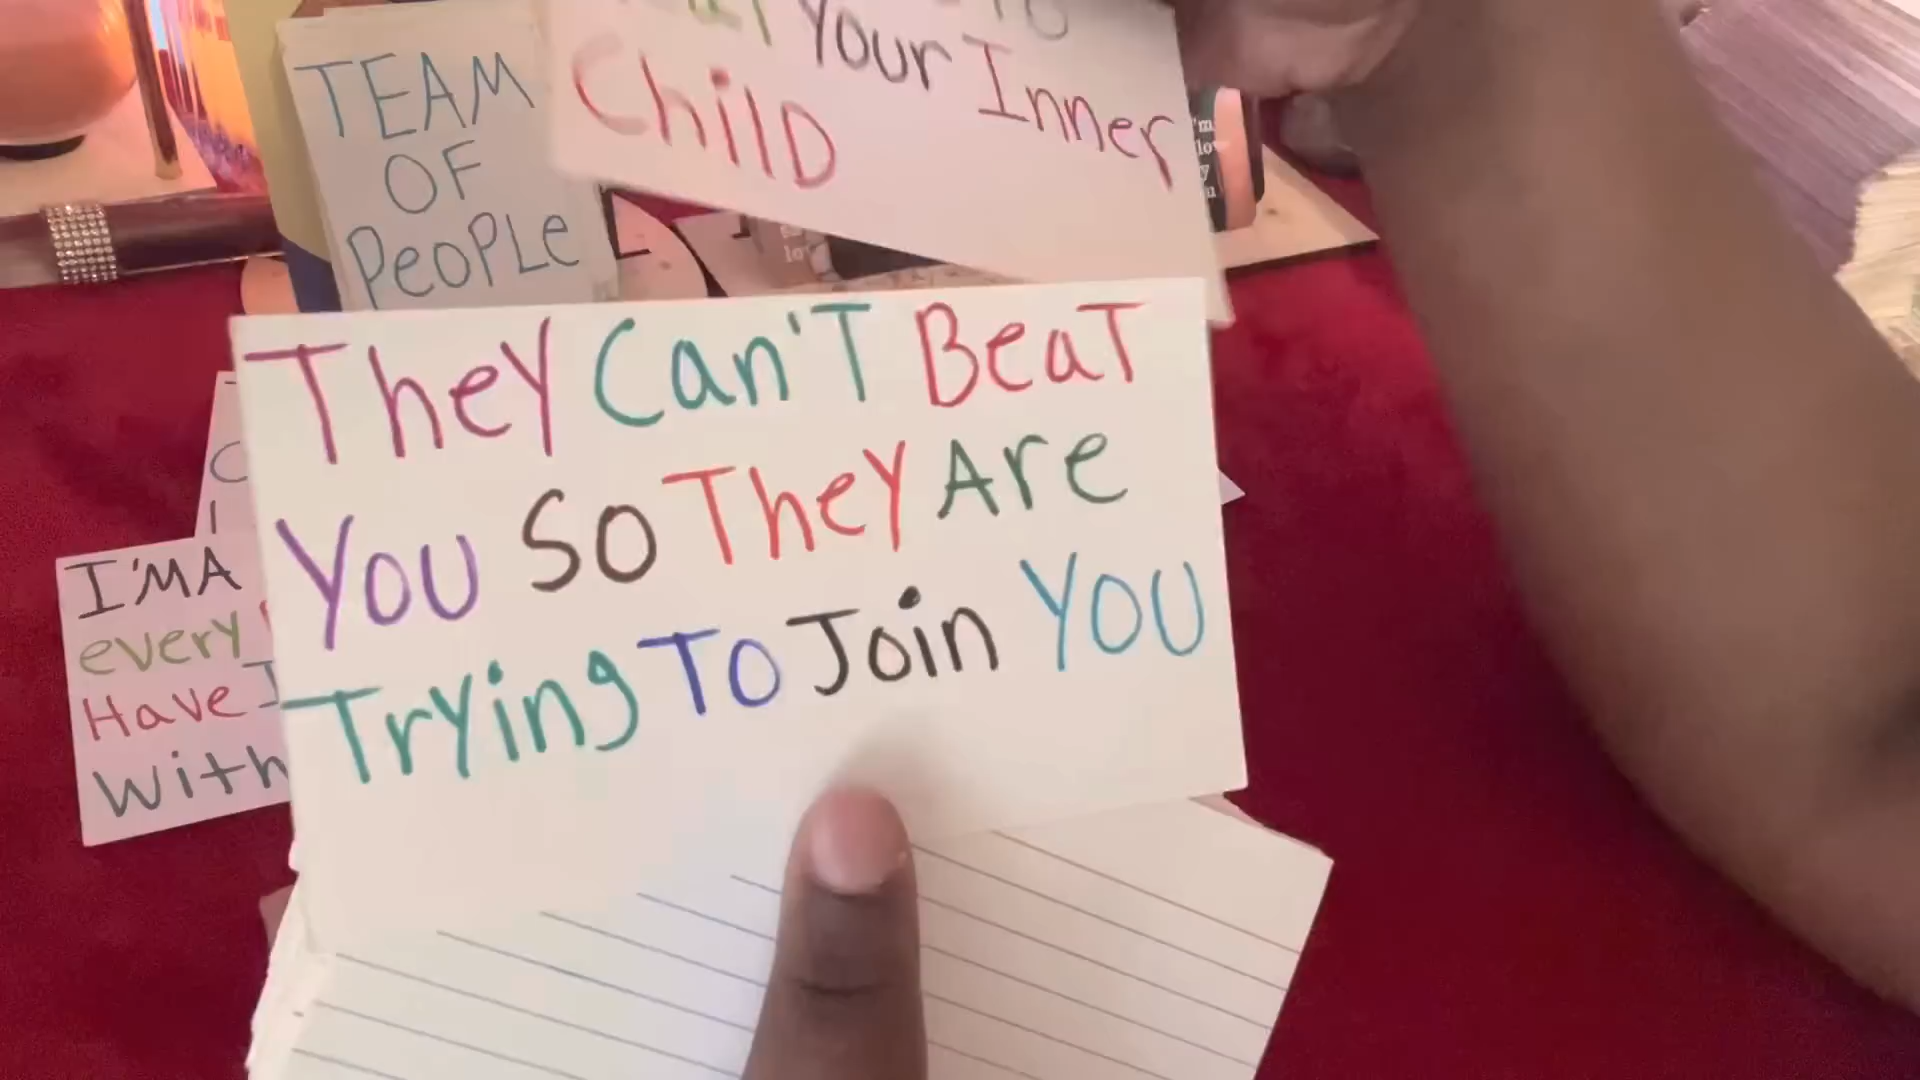 TEAM
OF
PeoPLe
Your Inner
ChilD
They Can'T BeaT
You So They Are
Trying To Join You
I'MA
every
Have
With